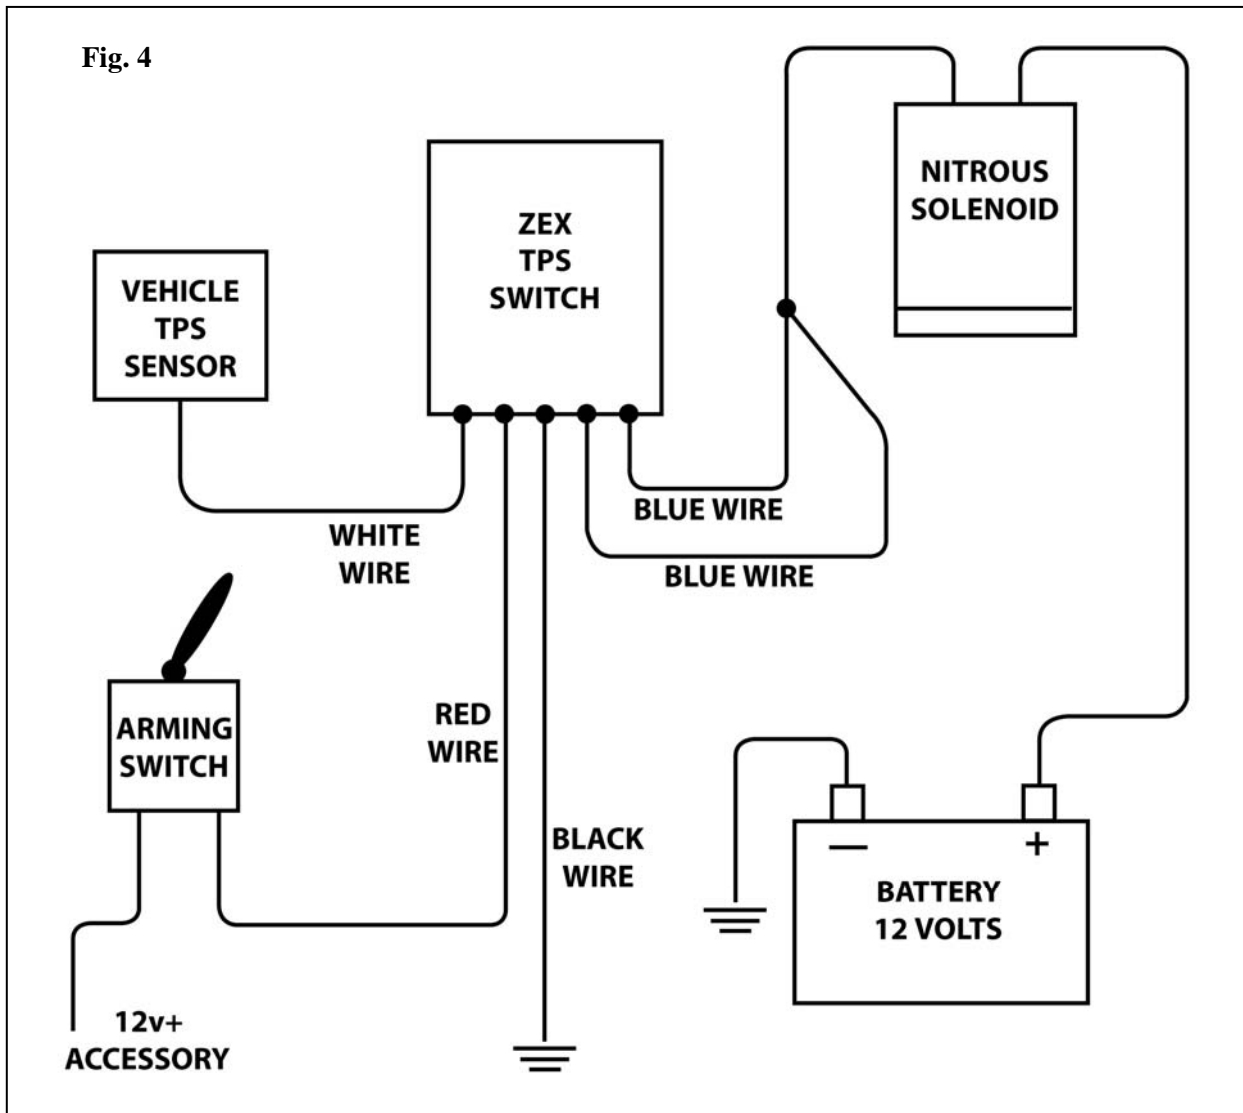 Fig. 4
NITROUS
SOLENOID
ZEX
TPS
SWITCH
VEHICLE
TPS
SENSOR
BLUE WIRE
WHITE
WIRE
BLUE WIRE
ARMING
SWITCH
RED
WIRE
BLACK
WIRE
— +
BATTERY
12 VOLTS
12v+
ACCESSORY